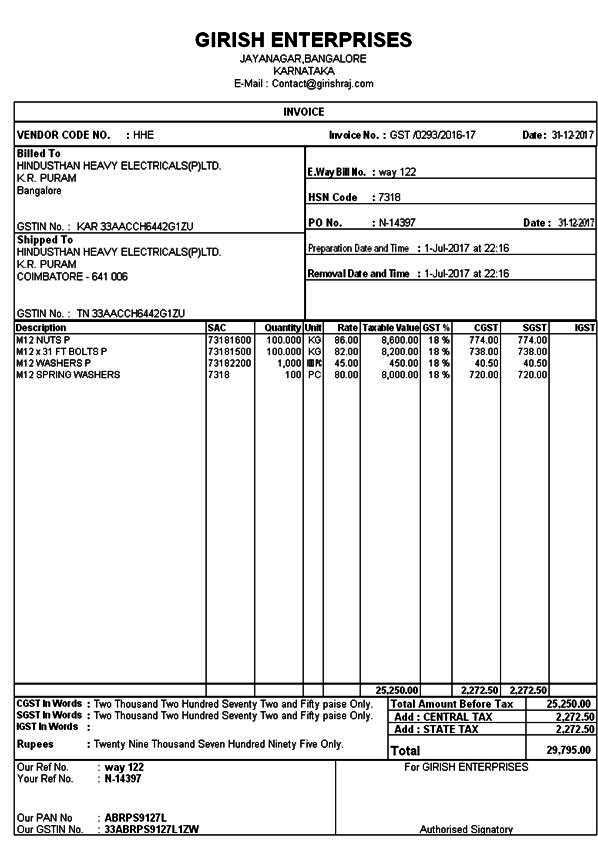 GIRISH ENTERPRISES
JAYANAGAR,BANGALORE
KARNATAKA
E-Mail : Contact@girishraj.com
INVOICE
VENDOR CODE NO. : HHE Invoice No. : GST /0293/2016-17 Date : 31-12-2017
Billed To
HINDUSTHAN HEAVY ELECTRICALS(P)LTD.
K.R. PURAM
Bangalore
GSTIN No. : KAR 33AACCH6442G1ZU
E.Way Bill No. : way 122
HSN Code : 7318
PO No. : N-14397 Date : 31-12-2017
Shipped To
HINDUSTHAN HEAVY ELECTRICALS(P)LTD.
K.R. PURAM
COIMBATORE - 641 006
GSTIN No. : TN 33AACCH6442G1ZU
Preparation Date and Time : 1-Jul-2017 at 22:16
Removal Date and Time : 1-Jul-2017 at 22:16
Description SAC Quantity Unit Rate Taxable Value GST % CGST SGST IGST
M12 NUTS P 73181600 100.000 KG 86.00 8,600.00 18 % 774.00 774.00
M12 x 31 FT BOLTS P 73181500 100.000 KG 82.00 8,200.00 18 % 738.00 738.00
M12 WASHERS P 73182200 1,000 PC 45.00 450.00 18 % 40.50 40.50
M12 SPRING WASHERS 7318 100 PC 80.00 8,000.00 18 % 720.00 720.00
25,250.00 2,272.50 2,272.50
CGST In Words : Two Thousand Two Hundred Seventy Two and Fifty paise Only.
SGST In Words : Two Thousand Two Hundred Seventy Two and Fifty paise Only.
IGST In Words :
Rupees : Twenty Nine Thousand Seven Hundred Ninety Five Only.
Total Amount Before Tax 25,250.00
Add : CENTRAL TAX 2,272.50
Add : STATE TAX 2,272.50
Total 29,795.00
Our Ref No. : way 122
Your Ref No. : N-14397
Our PAN No : ABRPS9127L
Our GSTIN No. : 33ABRPS9127L1ZW
For GIRISH ENTERPRISES
Authorised Signatory